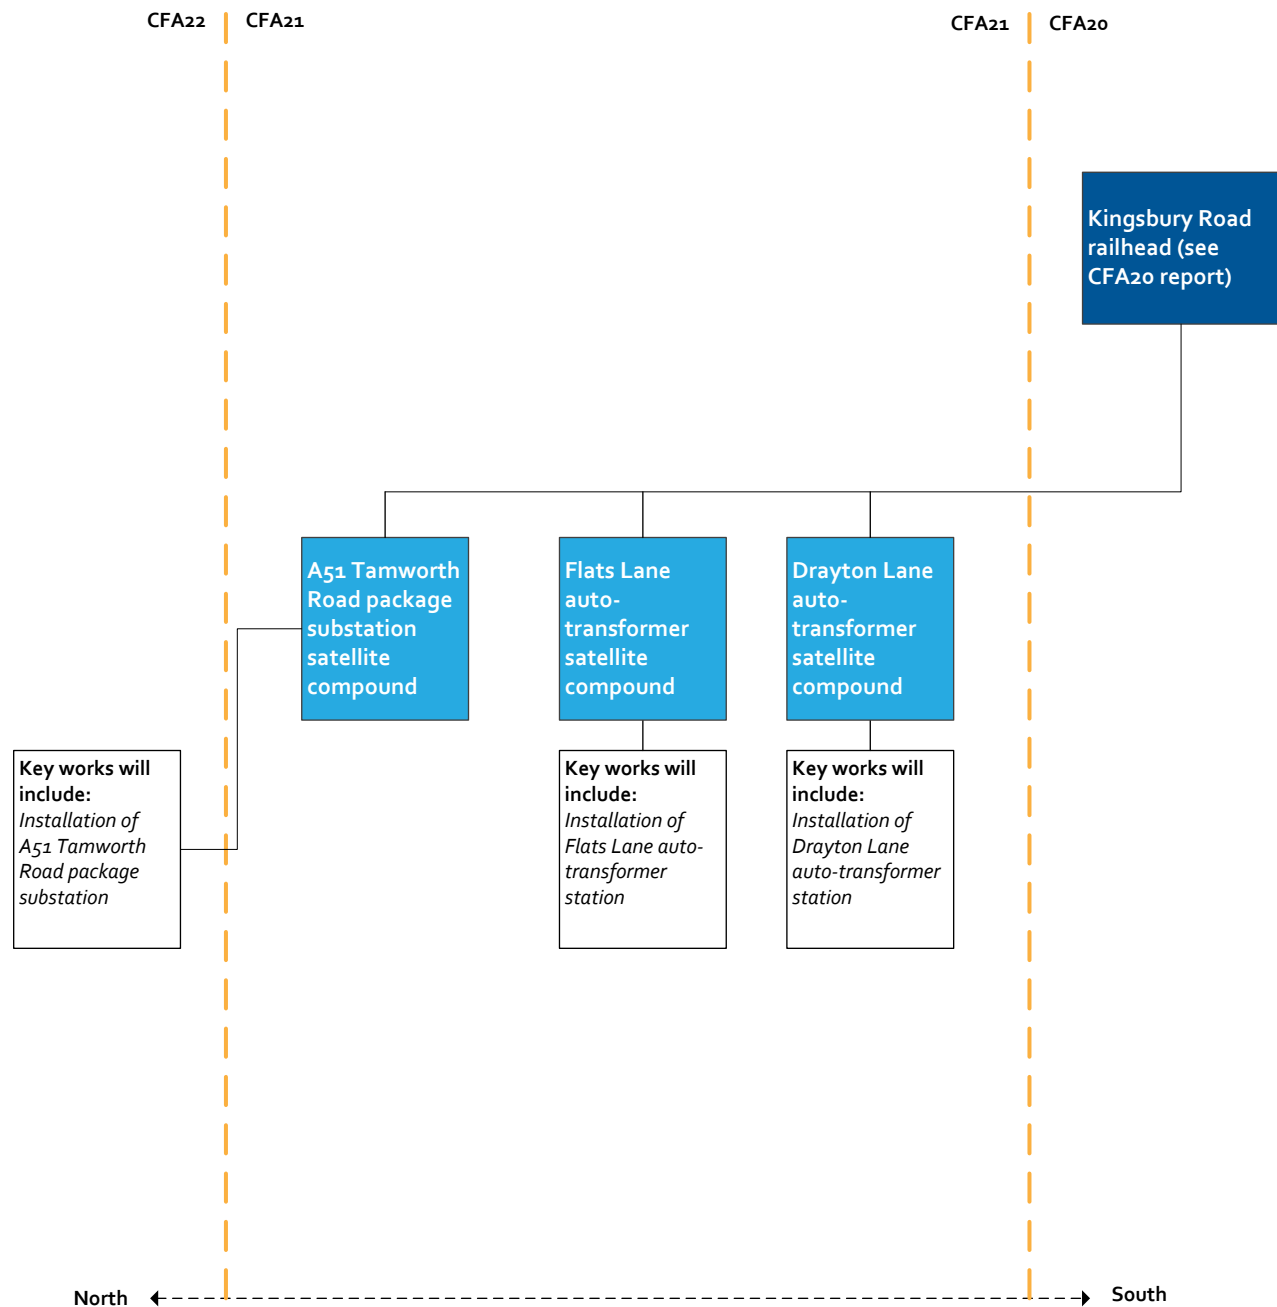 CFA22 CFA21
CFA21 CFA20
Kingsbury Road
railhead (see
CFA20 report)
A51 Tamworth
Road package
substation
satellite
compound
Flats Lane
auto-
transformer
satellite
compound
Drayton Lane
auto-
transformer
satellite
compound
Key works will
include:
Installation of
A51 Tamworth
Road package
substation
Key works will
include:
Installation of
Flats Lane auto-
transformer
station
Key works will
include:
Installation of
Drayton Lane
auto-transformer
station
North
South